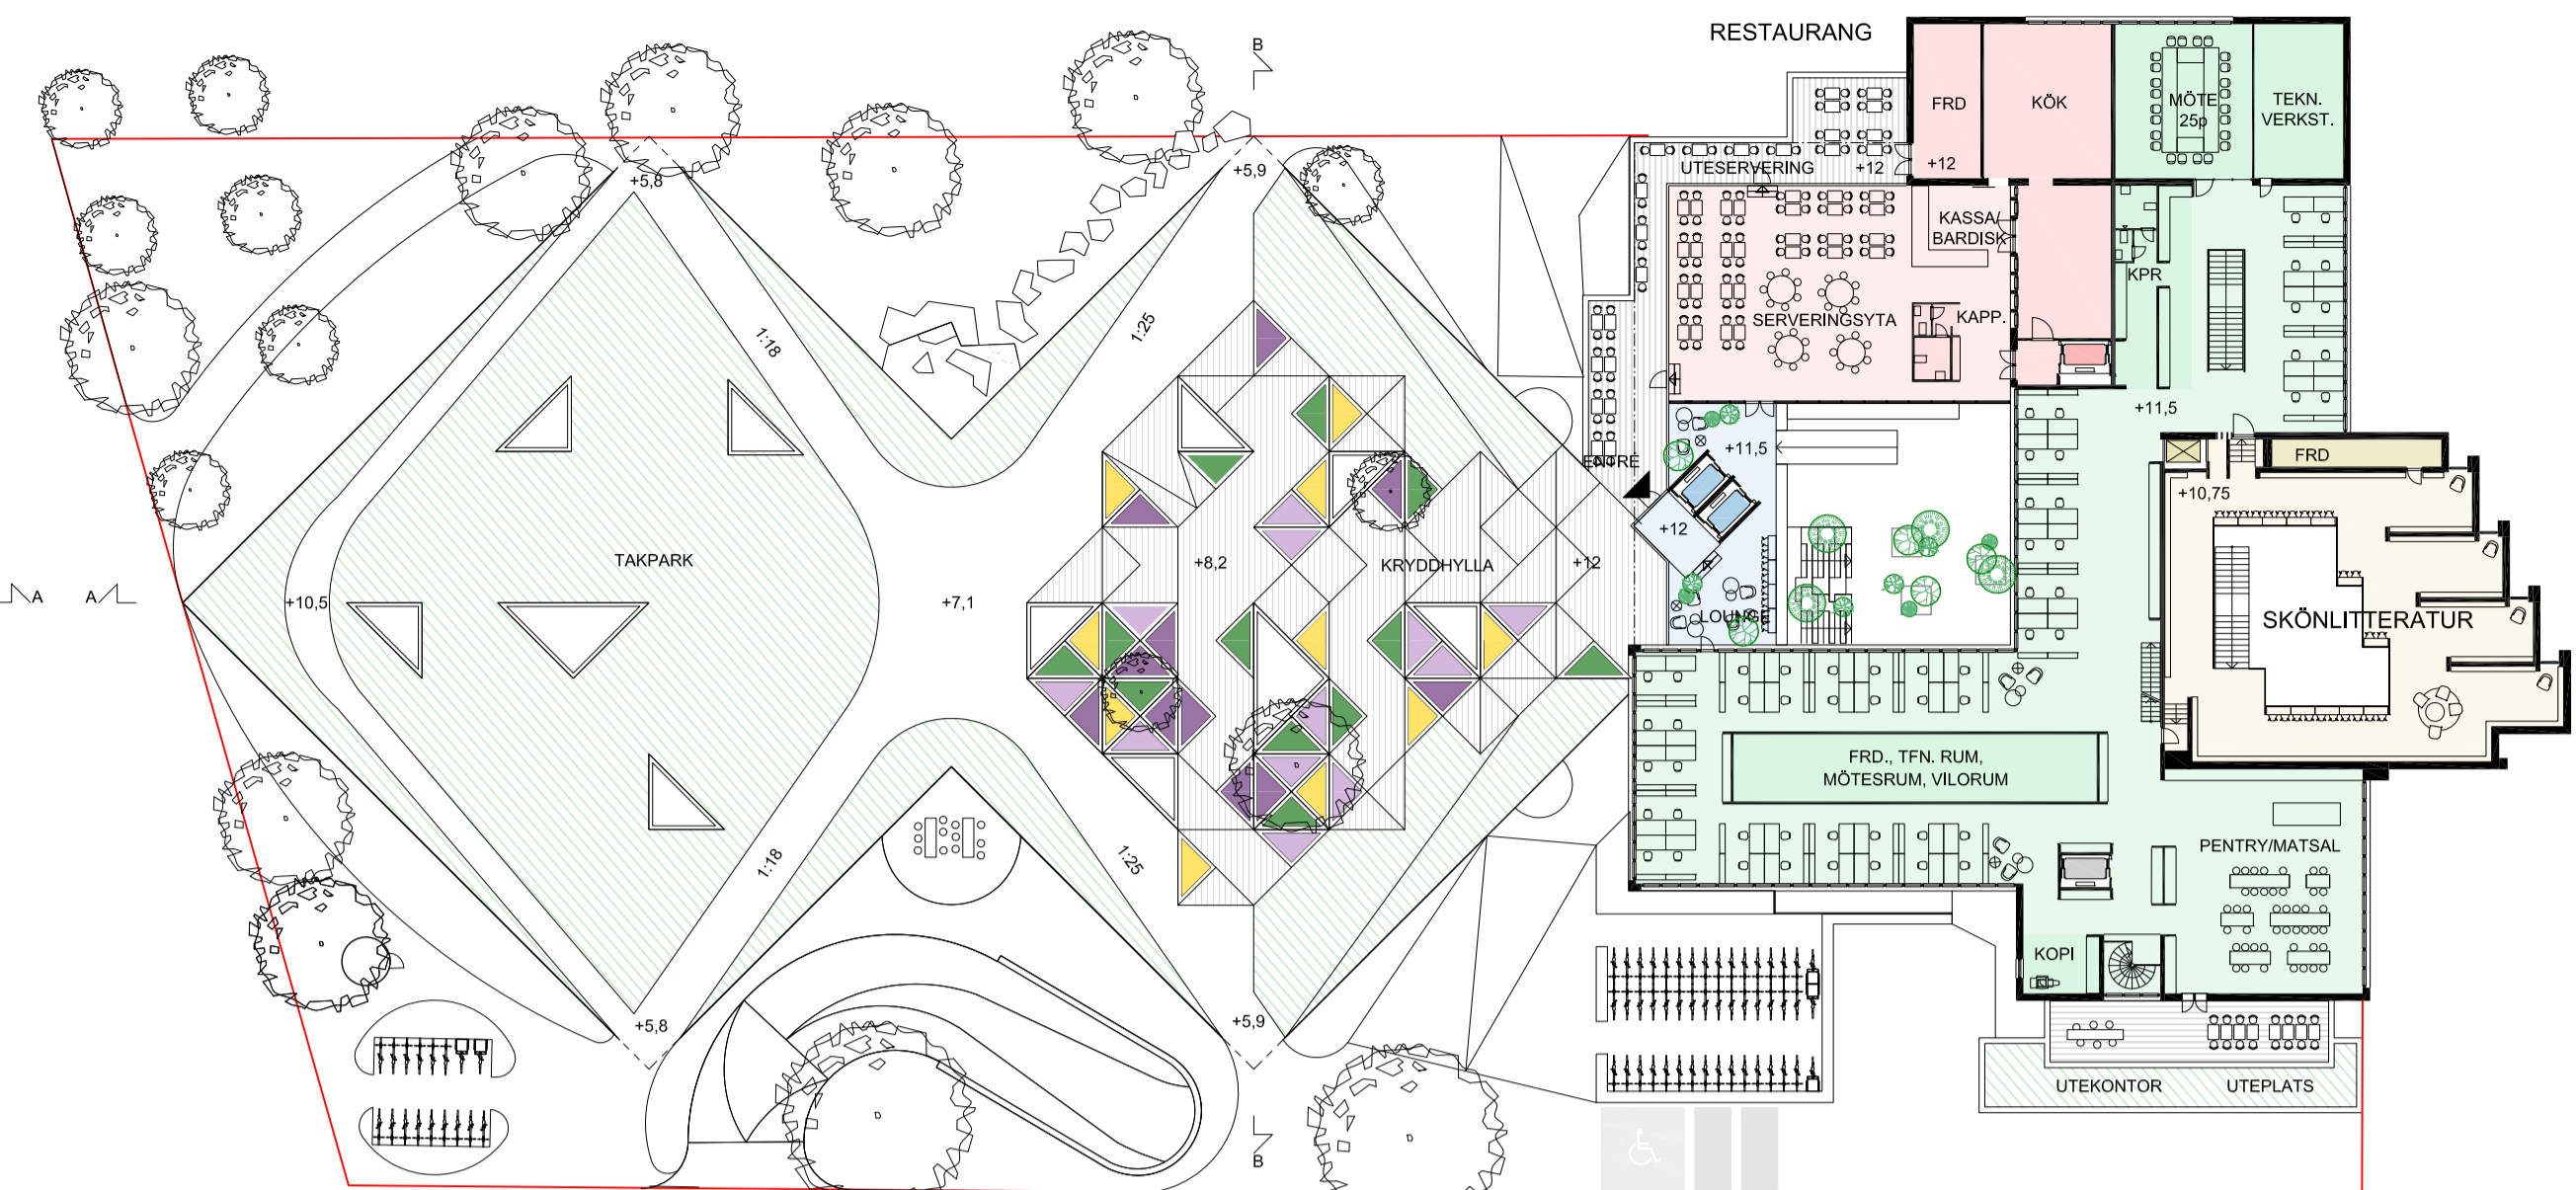 RESTAURANG
B
FRD
KÖK
MÖTE
25p
TEKN.
VERKST.
+5,8
+5,9
UTESERVERING
+12
+12
KASSA/
BARDISK
KPR
1:18
1:25
SERVERINGSYTA
KAPP.
+11,5
+11,5
ENTRÉ
FRD
+10,75
+12
TAKPARK
+8,2
KRYDDHYLLA
+12
A
A
+10,5
+7,1
LOUNGE
SKÖNLITTERATUR
FRD., TFN. RUM,
MÖTESRUM, VILORUM
1:18
1:25
PENTRY/MATSAL
KOPI
+5,8
+5,9
UTEKONTOR
UTEPLATS
B